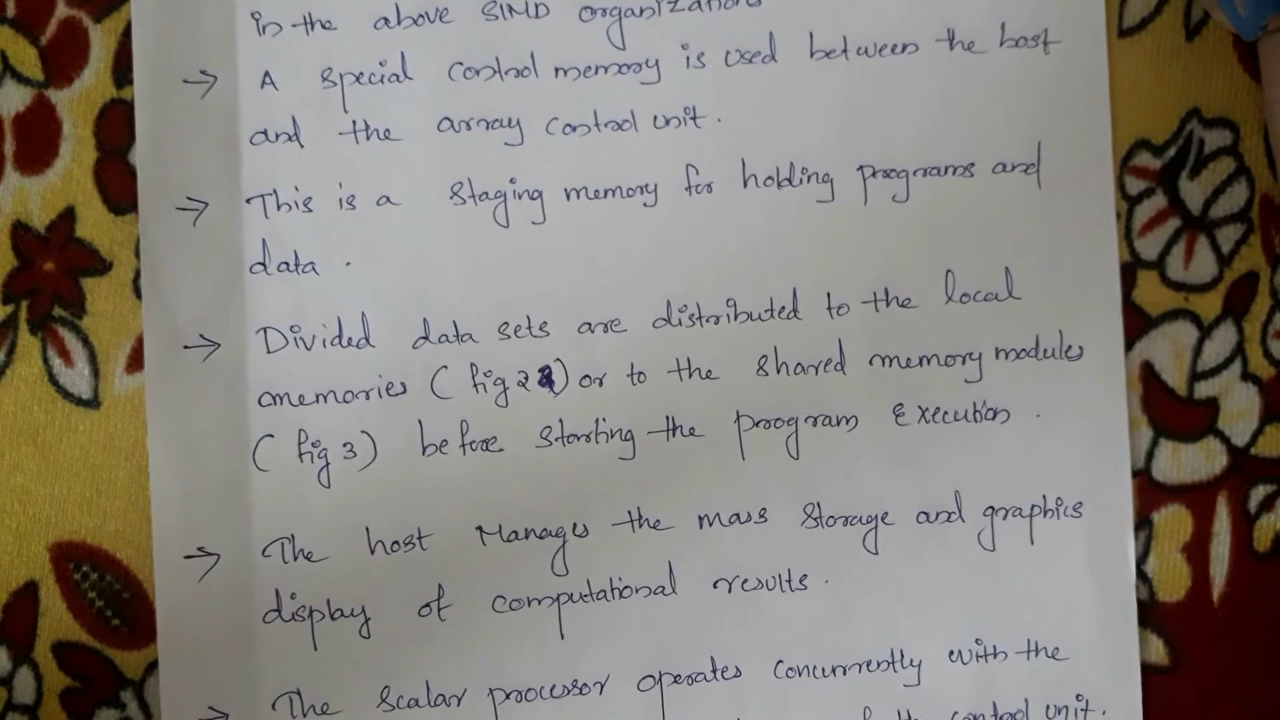 in the above SIMD organizations
→ A special control memory is used between the host
and the array control unit.
→ This is a staging memory for holding programs and
data.
→ Divided data sets are distributed to the local
memories (fig 2) or to the shared memory modules
(fig 3) before starting the program execution.
→ The host Manages the mass storage and graphics
display of computational results.
→ The scalar processor operates concurrently with the
control unit.